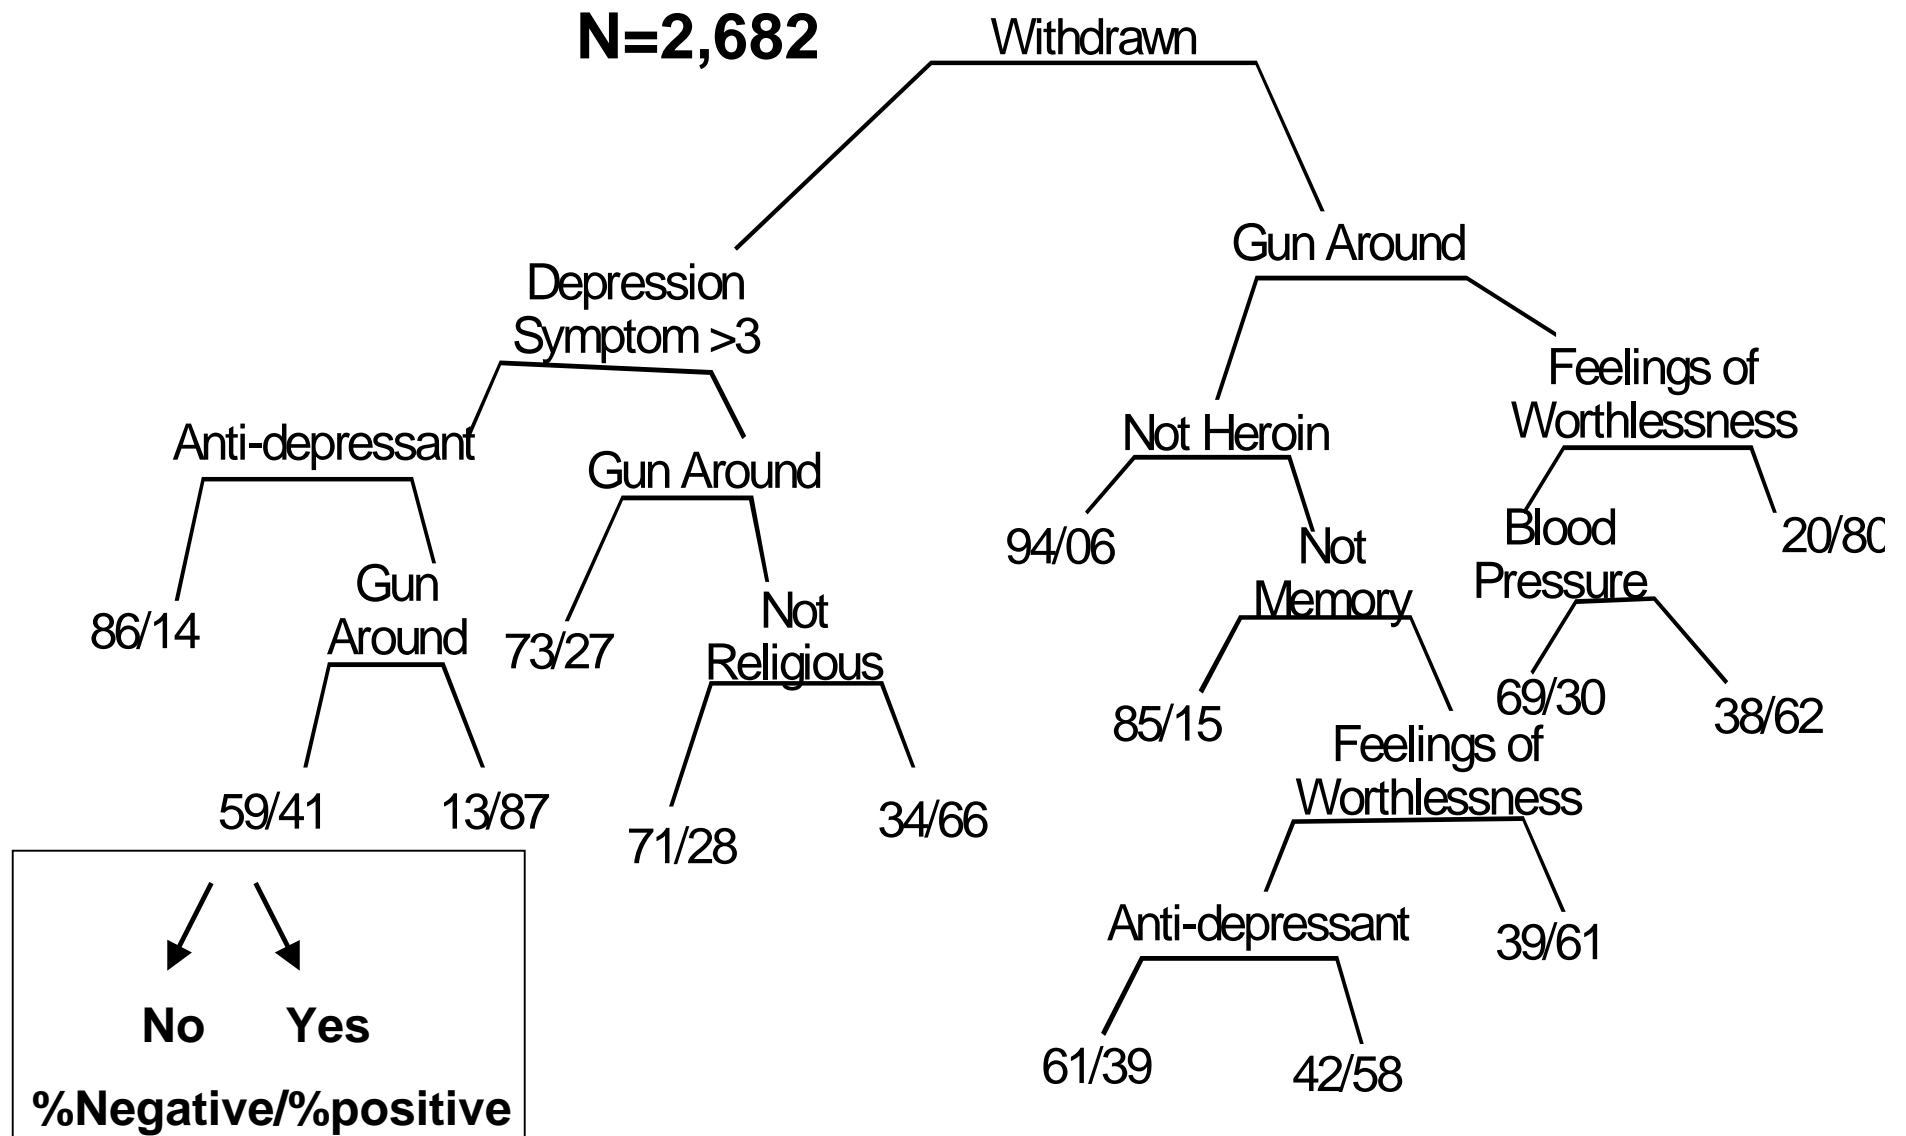 N=2,682
Withdrawn
Gun Around
Depression
Symptom >3
Feelings of
Worthlessness
Anti-depressant
Gun Around
Not Heroin
94/06
Not
Memory
Blood
Pressure
20/80
86/14
Gun
Around
73/27
Not
Religious
85/15
69/30
38/62
59/41
13/87
71/28
34/66
Feelings of
Worthlessness
Anti-depressant
39/61
61/39
42/58
No Yes
%Negative/%positive